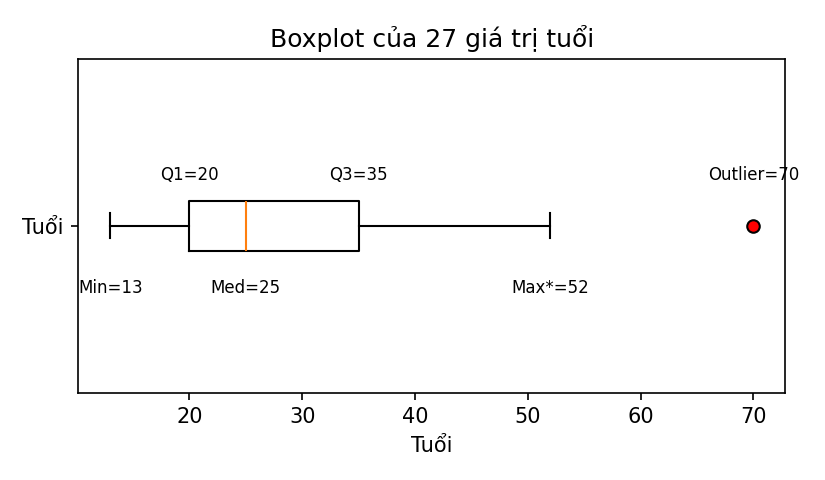 Boxplot của 27 giá trị tuổi
Q1=20 Q3=35 Outlier=70
Tuổi
Min=13 Med=25 Max*=52
20 30 40 50 60 70
Tuổi